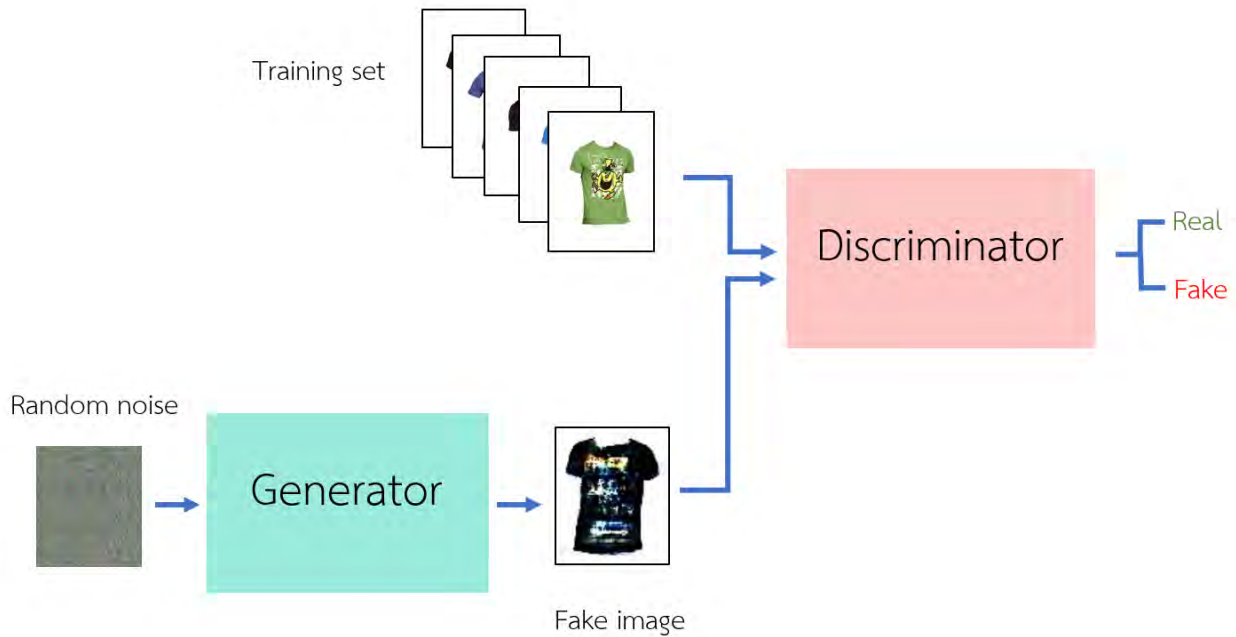 Training set
Discriminator
Real
Fake
Random noise
Generator
Fake image